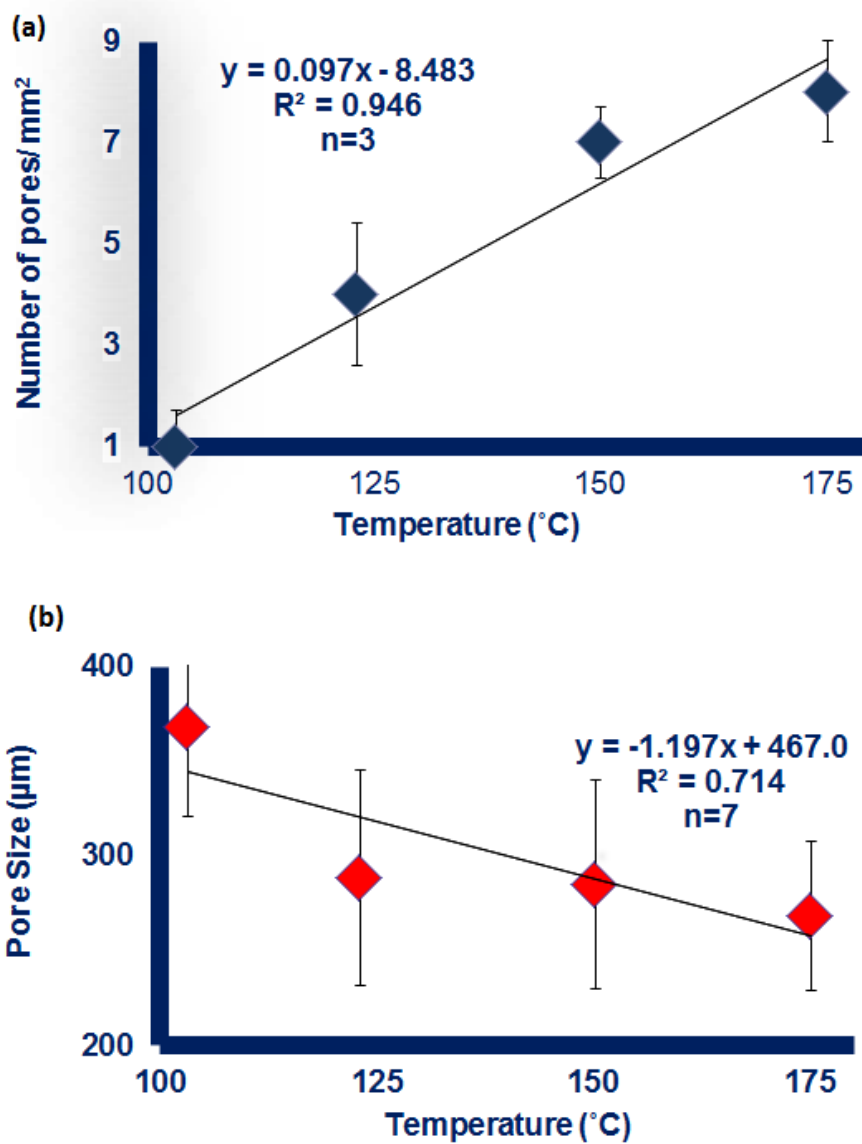 (a)
9
7
5
3
1
Number of pores/ mm²
y = 0.097x - 8.483
R² = 0.946
n=3
100 125 150 175
Temperature (˚C)
(b)
400
300
200
Pore Size (µm)
y = -1.197x + 467.0
R² = 0.714
n=7
100 125 150 175
Temperature (˚C)